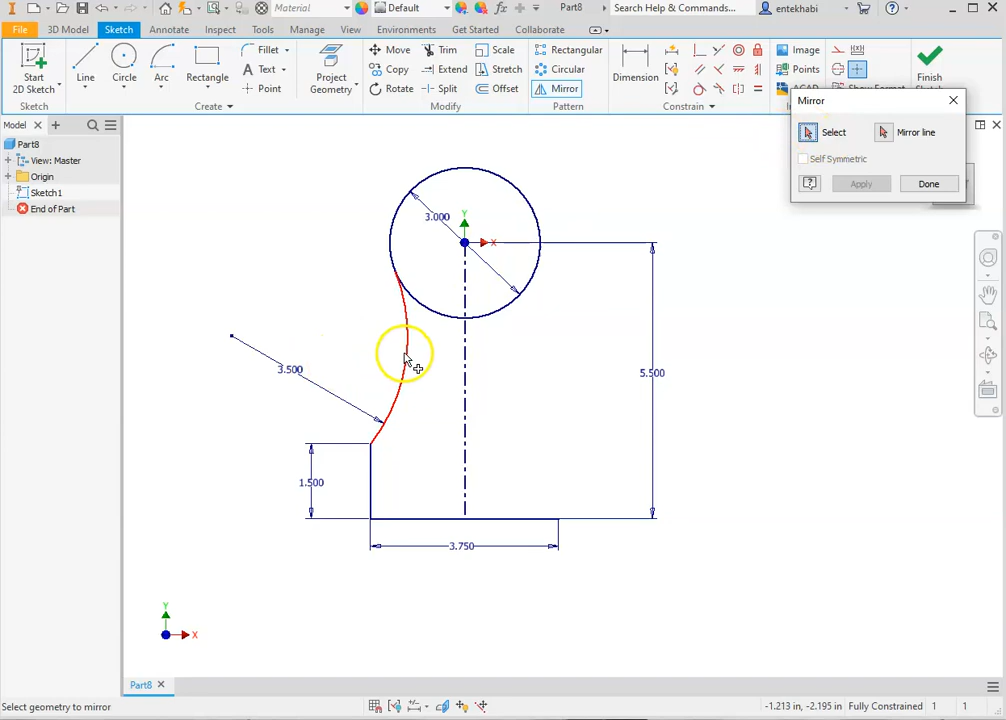 Material
Default
fx
Part8
Search Help & Commands...
entekhabi
File
3D Model
Sketch
Annotate
Inspect
Tools
Manage
View
Environments
Get Started
Collaborate
Start
2D Sketch
Line
Circle
Arc
Rectangle
Fillet
Text
Point
Project
Geometry
Move
Copy
Rotate
Trim
Extend
Split
Scale
Stretch
Offset
Rectangular
Circular
Mirror
Dimension
Image
Points
ACAD
Show Format
Finish
Sketch
Create
Modify
Pattern
Constrain
Mirror
Select
Mirror line
Self Symmetric
Apply
Done
Model
Part8
View: Master
Origin
Sketch1
End of Part
3.000
Y
X
3.500
5.500
1.500
3.750
Y
X
Part8
Select geometry to mirror
-1.213 in, -2.195 in
Fully Constrained
1
1